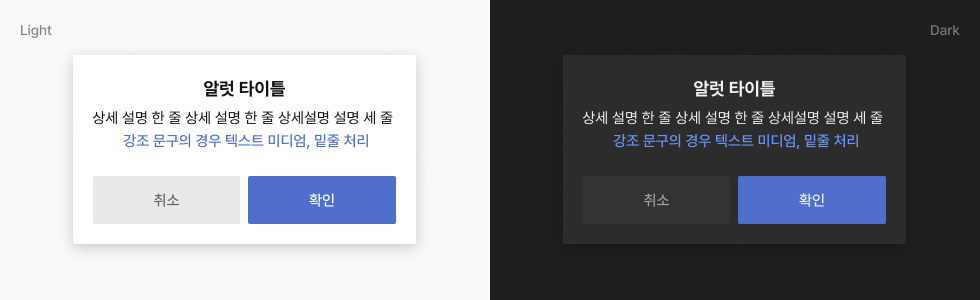 Light
알럿 타이틀
상세 설명 한 줄 상세 설명 한 줄 상세설명 설명 세 줄
강조 문구의 경우 텍스트 미디엄, 밑줄 처리
취소
확인
Dark
알럿 타이틀
상세 설명 한 줄 상세 설명 한 줄 상세설명 설명 세 줄
강조 문구의 경우 텍스트 미디엄, 밑줄 처리
취소
확인